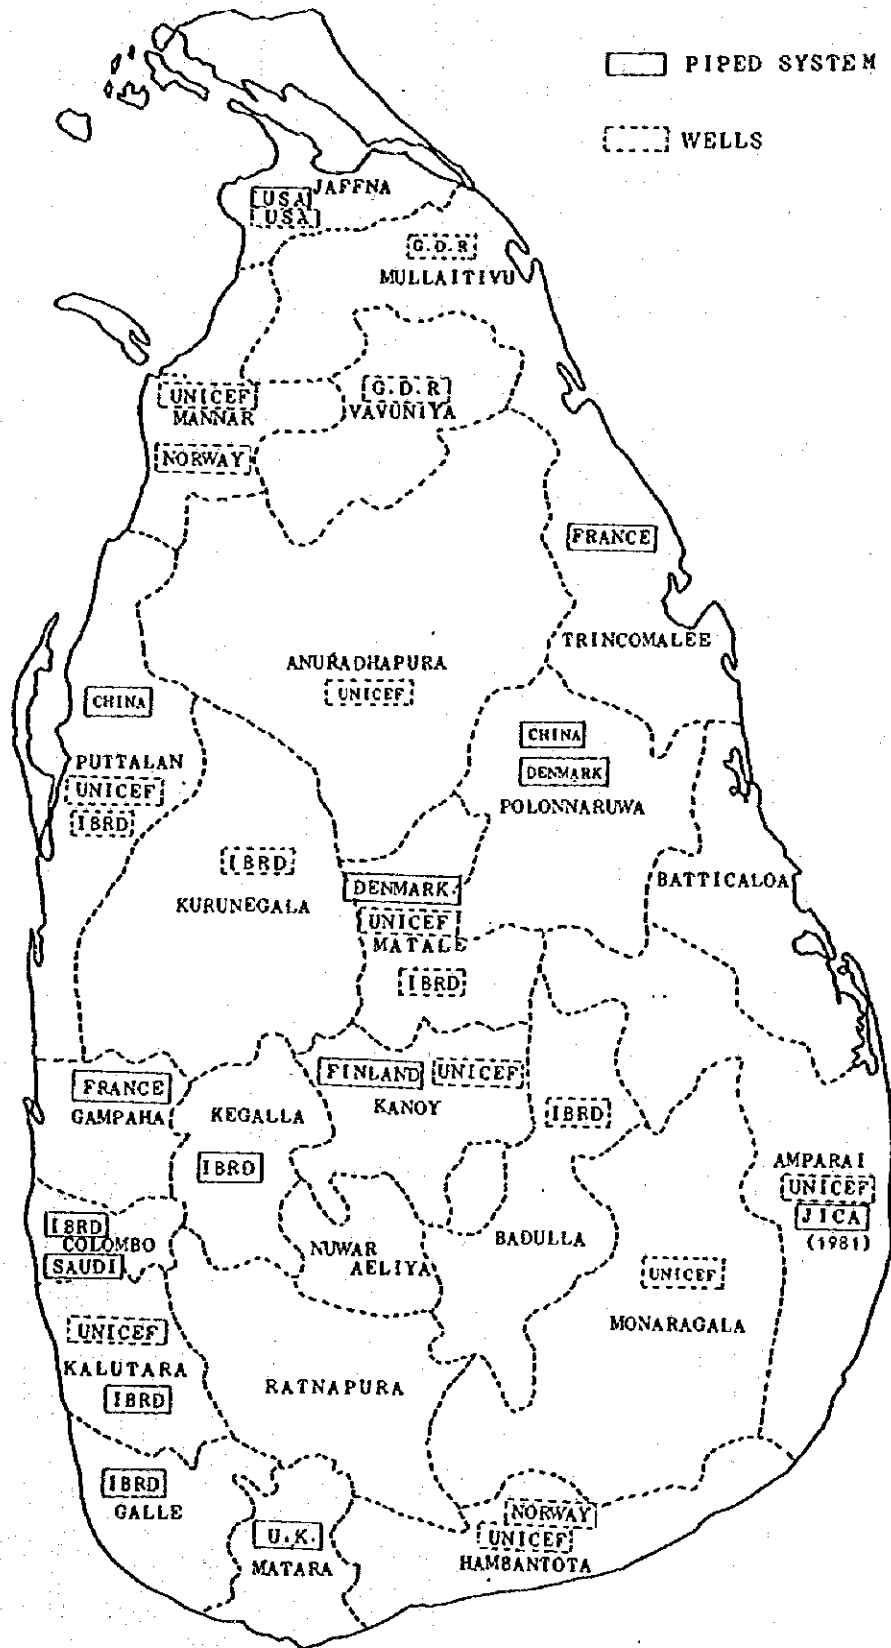 PIPED SYSTEM
WELLS
JAFFNA
USA
USA
G.D.R
MULLAITIVU
UNICEF
MANNAR
G.D.R
VAVUNIYA
NORWAY
FRANCE
TRINCOMALEE
ANURADHAPURA
UNICEF
CHINA
PUTTALAN
UNICEF
IBRD
CHINA
DENMARK
POLONNARUWA
IBRD
KURUNEGALA
DENMARK
UNICEF
MATALE
IBRD
BATTICALOA
FRANCE
GAMPAHA
KEGALLA
IBRD
FINLAND
UNICEF
KANOY
IBRD
AMPARAI
UNICEF
JICA
(1981)
IBRD
COLOMBO
SAUDI
NUWAR
AELIYA
BADULLA
UNICEF
MONARAGALA
UNICEF
KALUTARA
IBRD
RATNAPURA
IBRD
GALLE
U.K.
MATARA
NORWAY
UNICEF
HAMBANTOTA